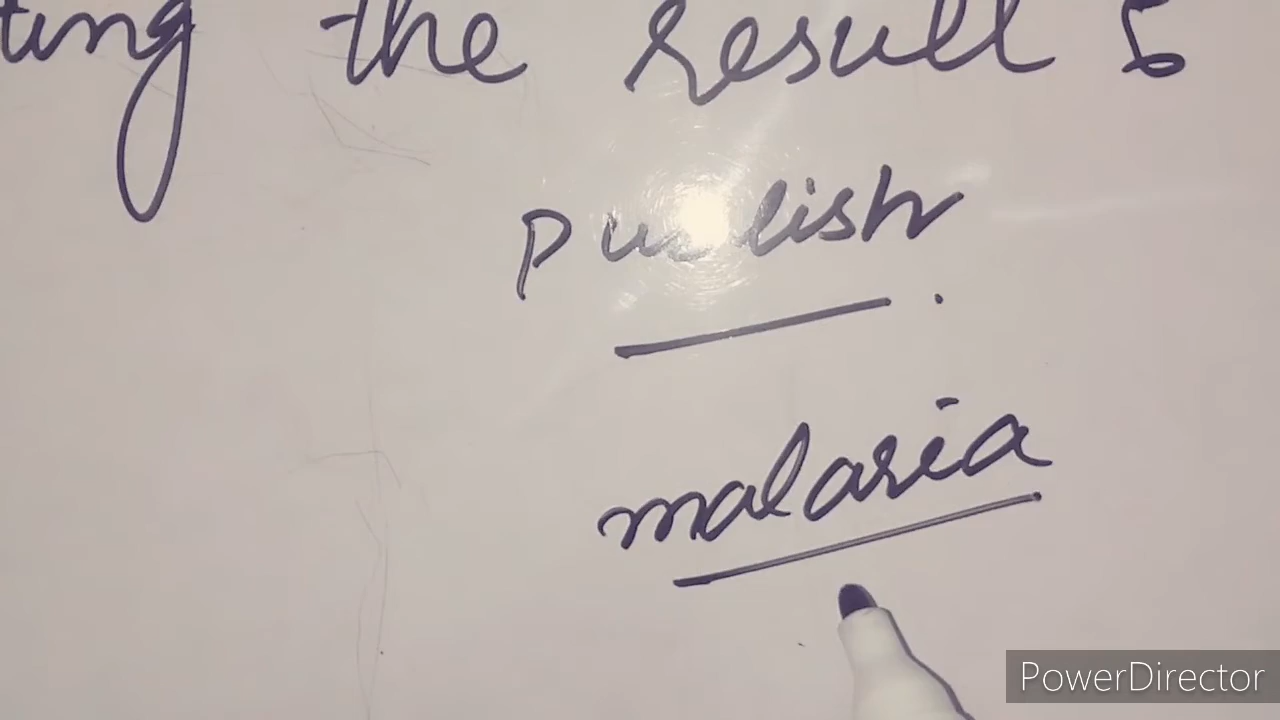 ting the result &
Publish.
malaria
PowerDirector